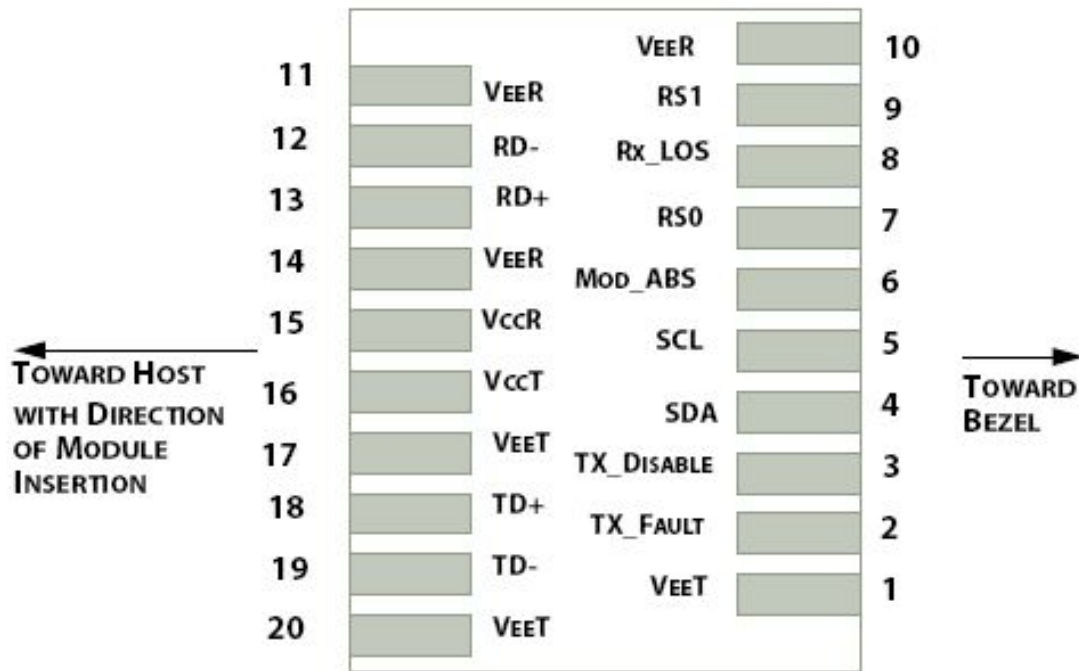 11 VEER
12 RD-
13 RD+
14 VEER
15 VCCR
16 VCCT
17 VEET
18 TD+
19 TD-
20 VEET
VEER 10
RS1 9
RX_LOS 8
RS0 7
MOD_ABS 6
SCL 5
SDA 4
TX_DISABLE 3
TX_FAULT 2
VEET 1
TOWARD HOST
WITH DIRECTION
OF MODULE
INSERTION
TOWARD
BEZEL